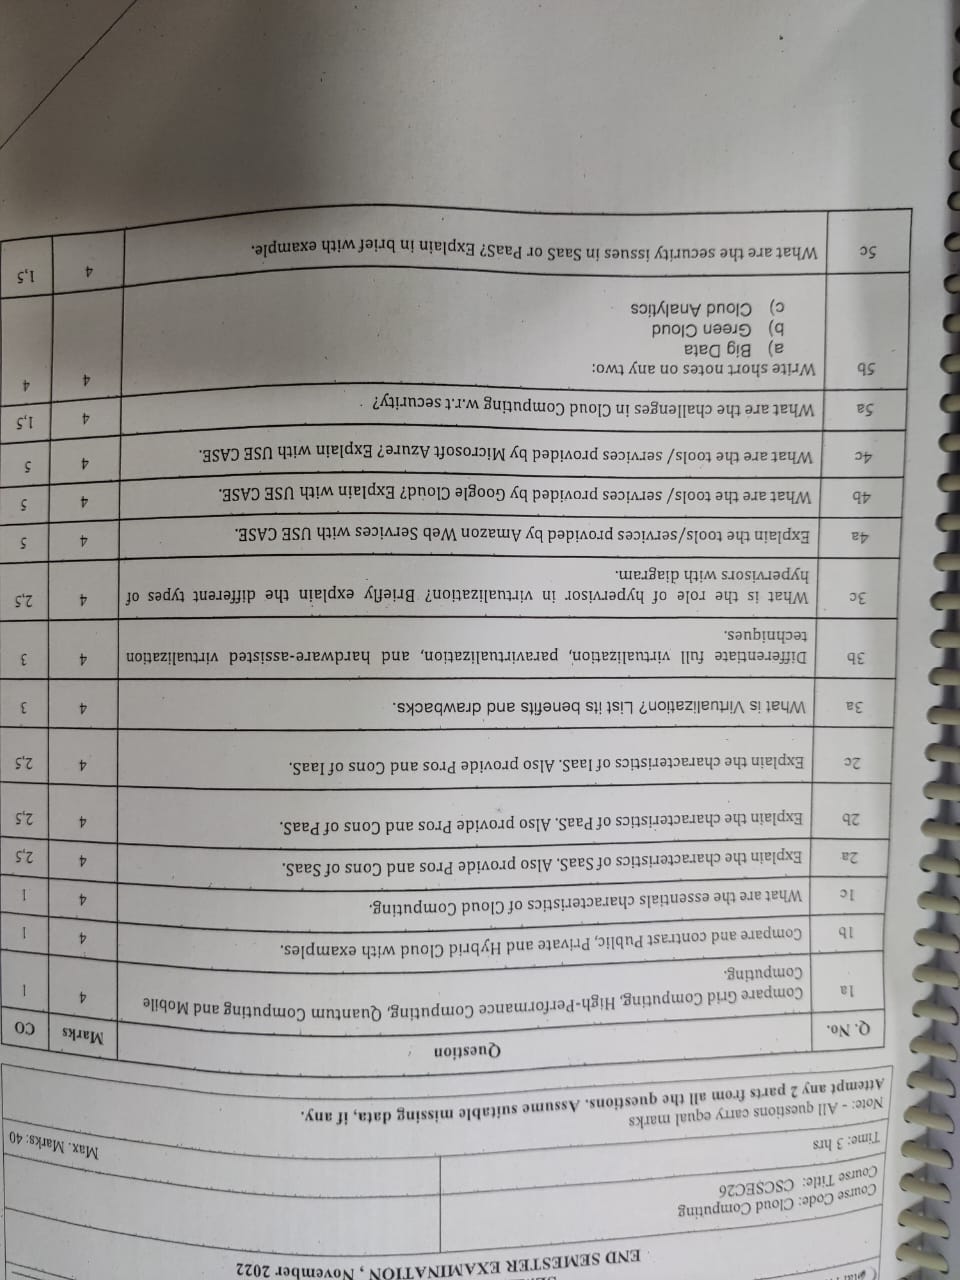 END SEMESTER EXAMINATION , November 2022
Course Code: Cloud Computing
Course Title: CSCSEC26
Time: 3 hrs Max. Marks: 40
Note: - All questions carry equal marks
Attempt any 2 parts from all the questions. Assume suitable missing data, if any.
Q. No. Question Marks CO
1a Compare Grid Computing, High-Performance Computing, Quantum Computing and Mobile 4 1
Computing.
1b Compare and contrast Public, Private and Hybrid Cloud with examples. 4 1
1c What are the essentials characteristics of Cloud Computing. 4 1
2a Explain the characteristics of SaaS. Also provide Pros and Cons of SaaS. 4 2,5
2b Explain the characteristics of PaaS. Also provide Pros and Cons of PaaS. 4 2,5
2c Explain the characteristics of IaaS. Also provide Pros and Cons of IaaS. 4 2,5
3a What is Virtualization? List its benefits and drawbacks. 4 3
3b Differentiate full virtualization, paravirtualization, and hardware-assisted virtualization 4 3
techniques.
3c What is the role of hypervisor in virtualization? Briefly explain the different types of 4 2,5
hypervisors with diagram.
4a Explain the tools/services provided by Amazon Web Services with USE CASE. 4 5
4b What are the tools/ services provided by Google Cloud? Explain with USE CASE. 4 5
4c What are the tools/ services provided by Microsoft Azure? Explain with USE CASE. 4 5
5a What are the challenges in Cloud Computing w.r.t security? 4 1,5
5b Write short notes on any two: 4 4
a) Big Data
b) Green Cloud
c) Cloud Analytics
5c What are the security issues in SaaS or PaaS? Explain in brief with example. 4 1,5